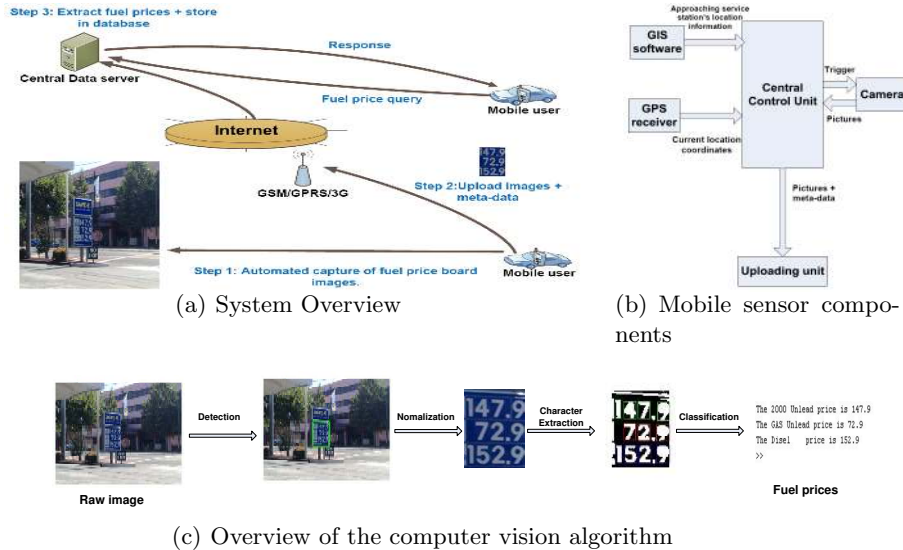 Step 3: Extract fuel prices + store
in database
Response
Central Data server
Fuel price query
Mobile user
Internet
147.9
72.9
152.9
GSM/GPRS/3G
Step 2:Upload images +
meta-data
147.9
72.9
152.9
Step 1: Automated capture of fuel price board
images.
Mobile user
(a) System Overview
Approaching service
station's location
information
GIS
software
Central
Control Unit
Trigger
Camera
Pictures
GPS
receiver
Current location
coordinates
Pictures +
meta-data
Uploading unit
(b) Mobile sensor compo-
nents
Raw image
Detection
Nomalization
147.9
72.9
152.9
Character
Extraction
147.9
72.9
152.9
Classification
The 2000 Unlead price is 147.9
The GAS Unlead price is 72.9
The Disel price is 152.9
>>
Fuel prices
(c) Overview of the computer vision algorithm